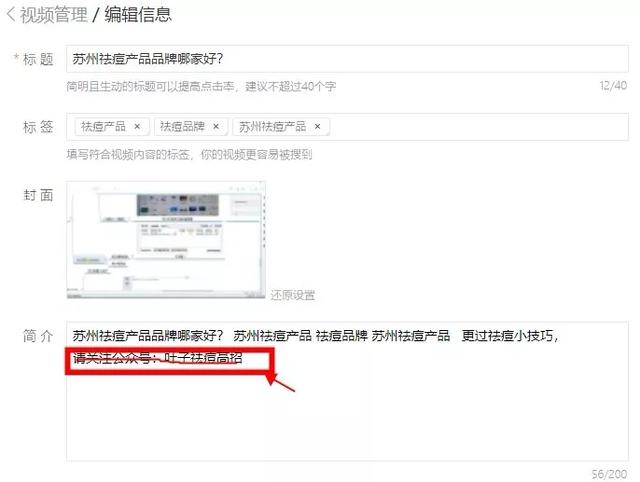 视频管理 / 编辑信息
* 标 题 苏州祛痘产品品牌哪家好?
简明且生动的标题可以提高点击率，建议不超过40个字 12/40
标 签 祛痘产品 × 祛痘品牌 × 苏州祛痘产品 ×
填写符合视频内容的标签，你的视频更容易被搜到
封 面
还原设置
简 介 苏州祛痘产品品牌哪家好? 苏州祛痘产品 祛痘品牌 苏州祛痘产品 更过祛痘小技巧，
请关注公众号：吐子祛痘高招
56/200